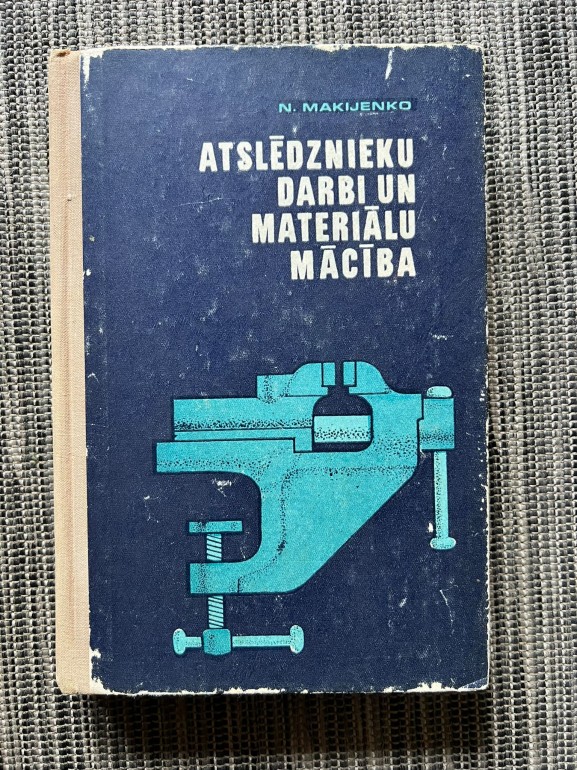 N. MAKIJENKO
ATSLĒDZNIEKU
DARBI UN
MATERIĀLU
MĀCĪBA